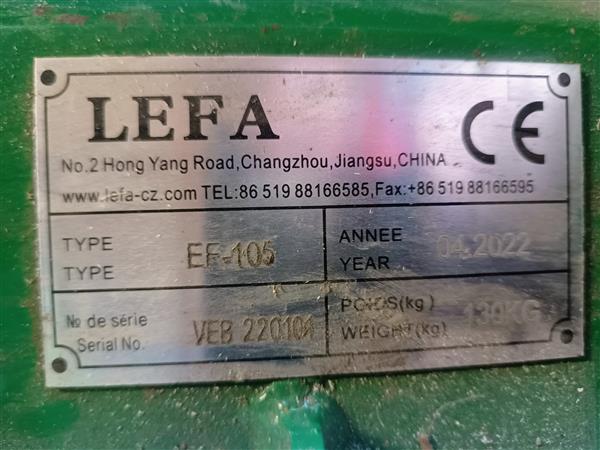 LEFA
CE
No.2 Hong Yang Road,Changzhou,Jiangsu,CHINA
www.lefa-cz.com TEL:86 519 88166585,Fax:+86 519 88166595
TYPE
TYPE
EF-105
ANNEE
YEAR
04.2022
№ de série
Serial No.
VEB 220104
POIDS(kg)
WEIGHT(kg)
139KG